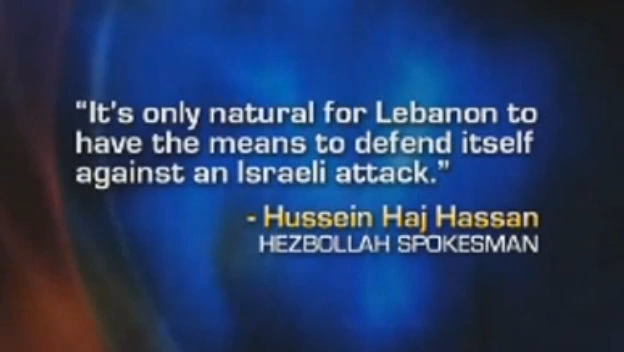 “It's only natural for Lebanon to
have the means to defend itself
against an Israeli attack.”
- Hussein Haj Hassan
HEZBOLLAH SPOKESMAN